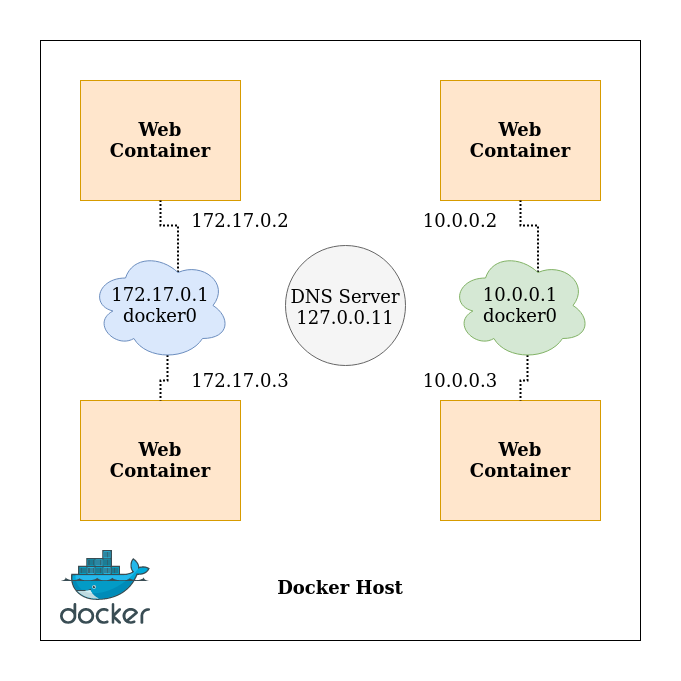 Web
Container
Web
Container
172.17.0.2
10.0.0.2
172.17.0.1
docker0
DNS Server
127.0.0.11
10.0.0.1
docker0
172.17.0.3
10.0.0.3
Web
Container
Web
Container
Docker Host
docker